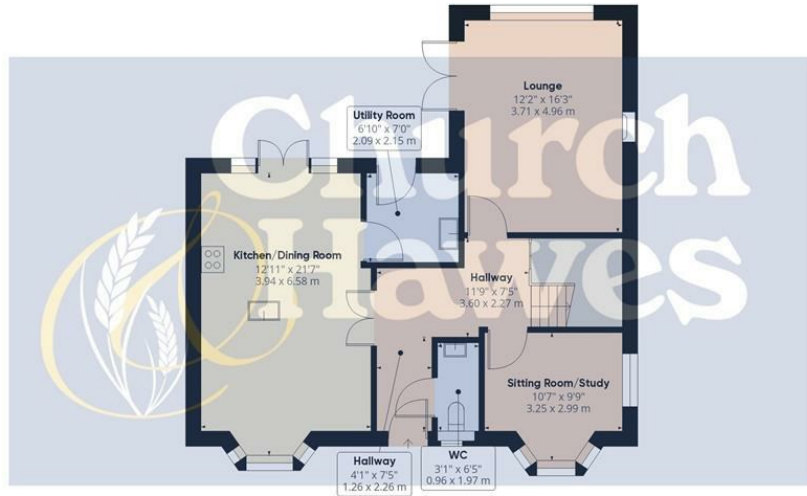 Church
& Hawes
Lounge
12'2" x 16'3"
3.71 x 4.96 m
Utility Room
6'10" x 7'0"
2.09 x 2.15 m
Kitchen/Dining Room
12'11" x 21'7"
3.94 x 6.58 m
Hallway
11'9" x 7'5"
3.60 x 2.27 m
Sitting Room/Study
10'7" x 9'9"
3.25 x 2.99 m
Hallway
4'1" x 7'5"
1.26 x 2.26 m
WC
3'1" x 6'5"
0.96 x 1.97 m